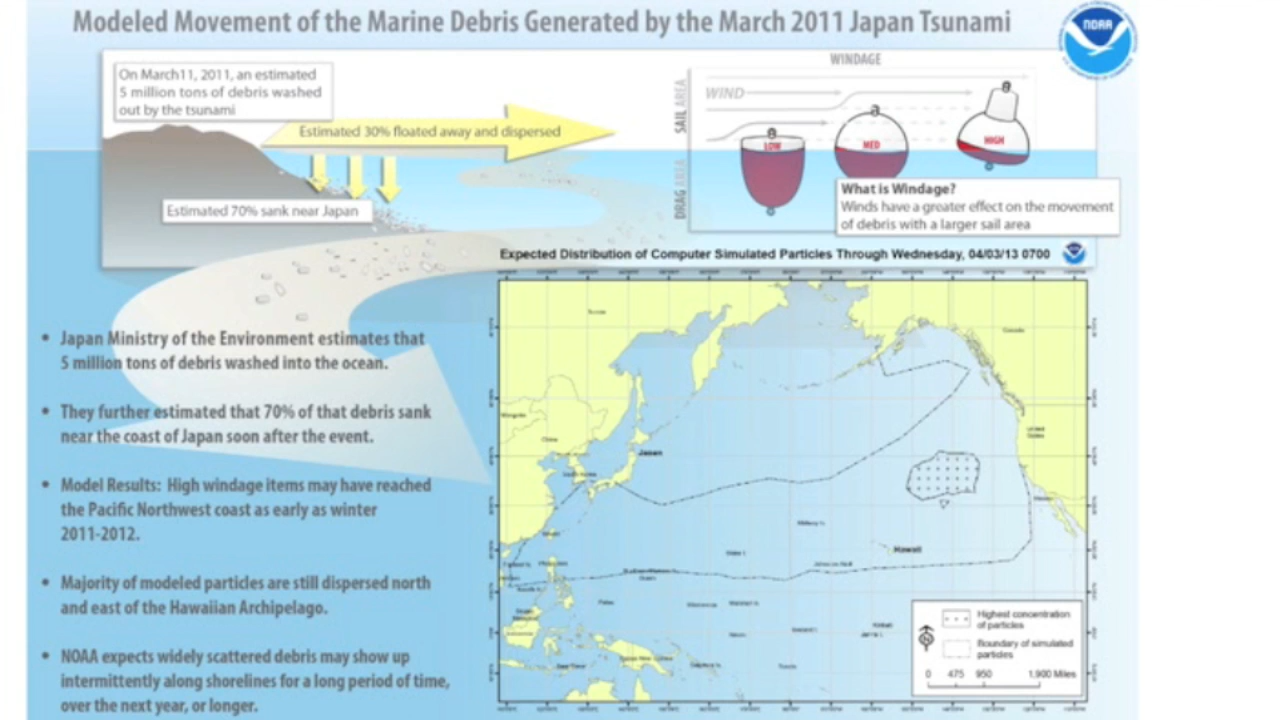 Modeled Movement of the Marine Debris Generated by the March 2011 Japan Tsunami
NOAA
On March11, 2011, an estimated
5 million tons of debris washed
out by the tsunami
Estimated 30% floated away and dispersed
Estimated 70% sank near Japan
WINDAGE
SAIL AREA
DRAG AREA
WIND
LOW
MED
HIGH
What is Windage?
Winds have a greater effect on the movement
of debris with a larger sail area
Expected Distribution of Computer Simulated Particles Through Wednesday, 04/03/13 0700
• Japan Ministry of the Environment estimates that
5 million tons of debris washed into the ocean.
• They further estimated that 70% of that debris sank
near the coast of Japan soon after the event.
• Model Results: High windage items may have reached
the Pacific Northwest coast as early as winter
2011-2012.
• Majority of modeled particles are still dispersed north
and east of the Hawaiian Archipelago.
• NOAA expects widely scattered debris may show up
intermittently along shorelines for a long period of time,
over the next year, or longer.
Russia
Canada
Mongolia
China
Japan
United
States
Mexico
Midway Is.
Hawaii
Highest concentration
of particles
Boundary of simulated
particles
0 475 950 1,900 Miles